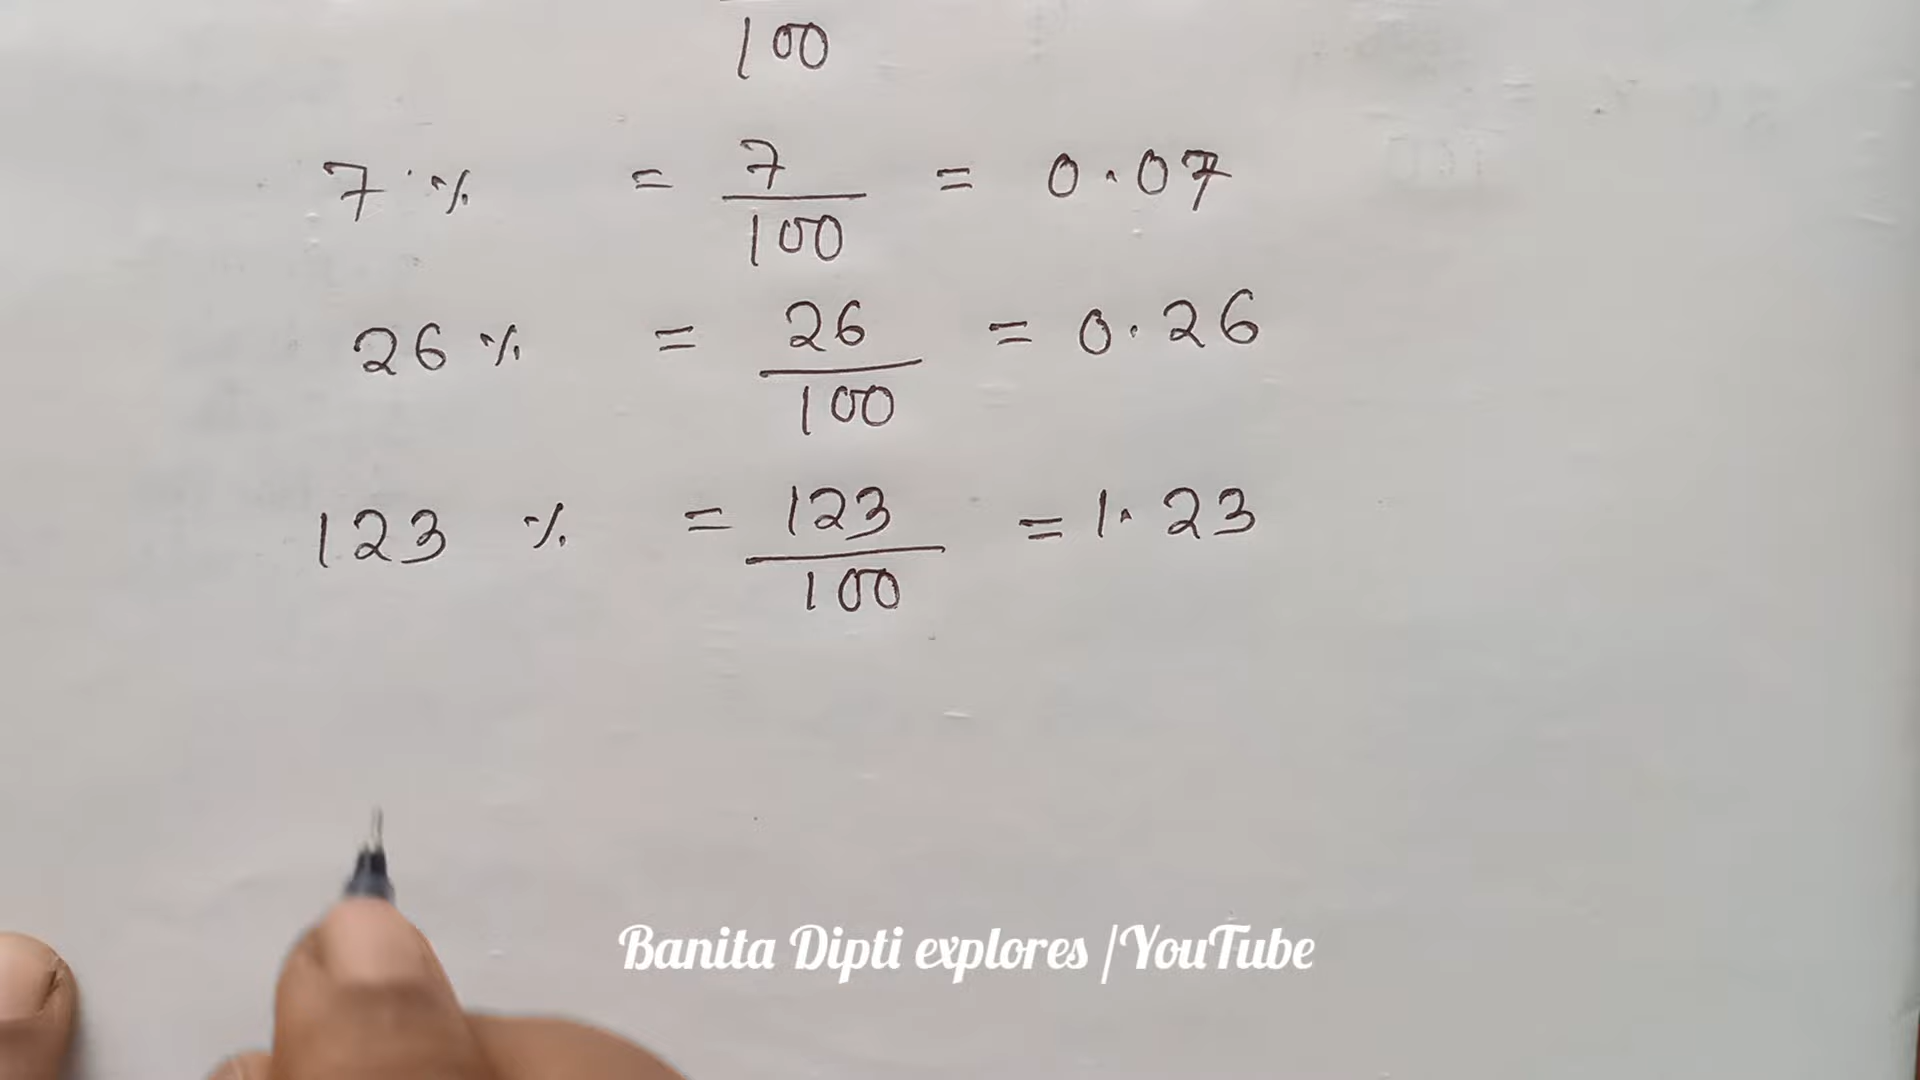 100
7 % = 7/100 = 0.07
26 % = 26/100 = 0.26
123 % = 123/100 = 1.23
Banita Dipti explores /YouTube